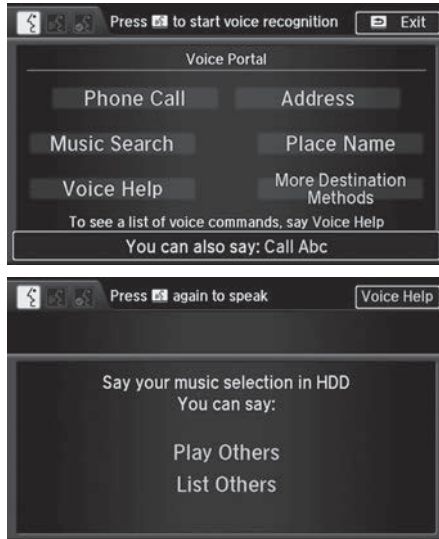 Press to start voice recognition
Exit
Voice Portal
Phone Call
Address
Music Search
Place Name
Voice Help
More Destination
Methods
To see a list of voice commands, say Voice Help
You can also say: Call Abc
Press again to speak
Voice Help
Say your music selection in HDD
You can say:
Play Others
List Others